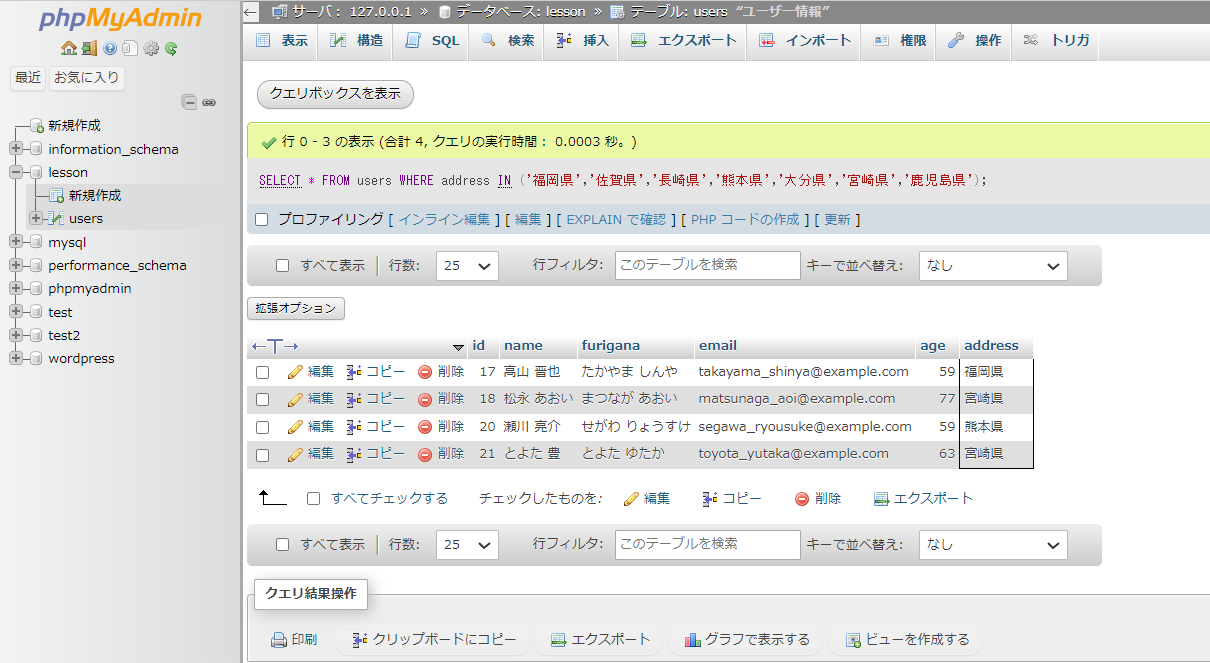 phpMyAdmin
最近 お気に入り
新規作成
information_schema
lesson
新規作成
users
mysql
performance_schema
phpmyadmin
test
test2
wordpress
サーバ: 127.0.0.1 » データベース: lesson » テーブル: users “ユーザー情報”
表示 構造 SQL 検索 挿入 エクスポート インポート 権限 操作 トリガ
クエリボックスを表示
行 0 - 3 の表示 (合計 4, クエリの実行時間： 0.0003 秒。)
SELECT * FROM users WHERE address IN ('福岡県','佐賀県','長崎県','熊本県','大分県','宮崎県','鹿児島県');
プロファイリング [ インライン編集 ] [ 編集 ] [ EXPLAIN で確認 ] [ PHP コードの作成 ] [ 更新 ]
すべて表示 行数: 25 行フィルタ: このテーブルを検索 キーで並べ替え: なし
拡張オプション
←T→ id name furigana email age address
編集 コピー 削除 17 高山 晋也 たかやま しんや takayama_shinya@example.com 59 福岡県
編集 コピー 削除 18 松永 あおい まつなが あおい matsunaga_aoi@example.com 77 宮崎県
編集 コピー 削除 20 瀬川 亮介 せがわ りょうすけ segawa_ryousuke@example.com 59 熊本県
編集 コピー 削除 21 とよた 豊 とよた ゆたか toyota_yutaka@example.com 63 宮崎県
すべてチェックする チェックしたものを: 編集 コピー 削除 エクスポート
すべて表示 行数: 25 行フィルタ: このテーブルを検索 キーで並べ替え: なし
クエリ結果操作
印刷 クリップボードにコピー エクスポート グラフで表示する ビューを作成する